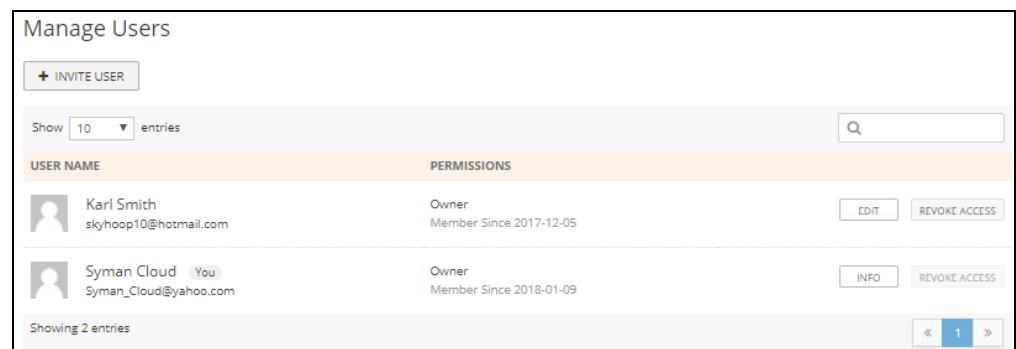 Manage Users
+ INVITE USER
Show 10 entries
USER NAME PERMISSIONS
Karl Smith Owner
skyhoop10@hotmail.com Member Since 2017-12-05
EDIT REVOKE ACCESS
Syman Cloud You Owner
Syman_Cloud@yahoo.com Member Since 2018-01-09
INFO REVOKE ACCESS
Showing 2 entries « 1 »